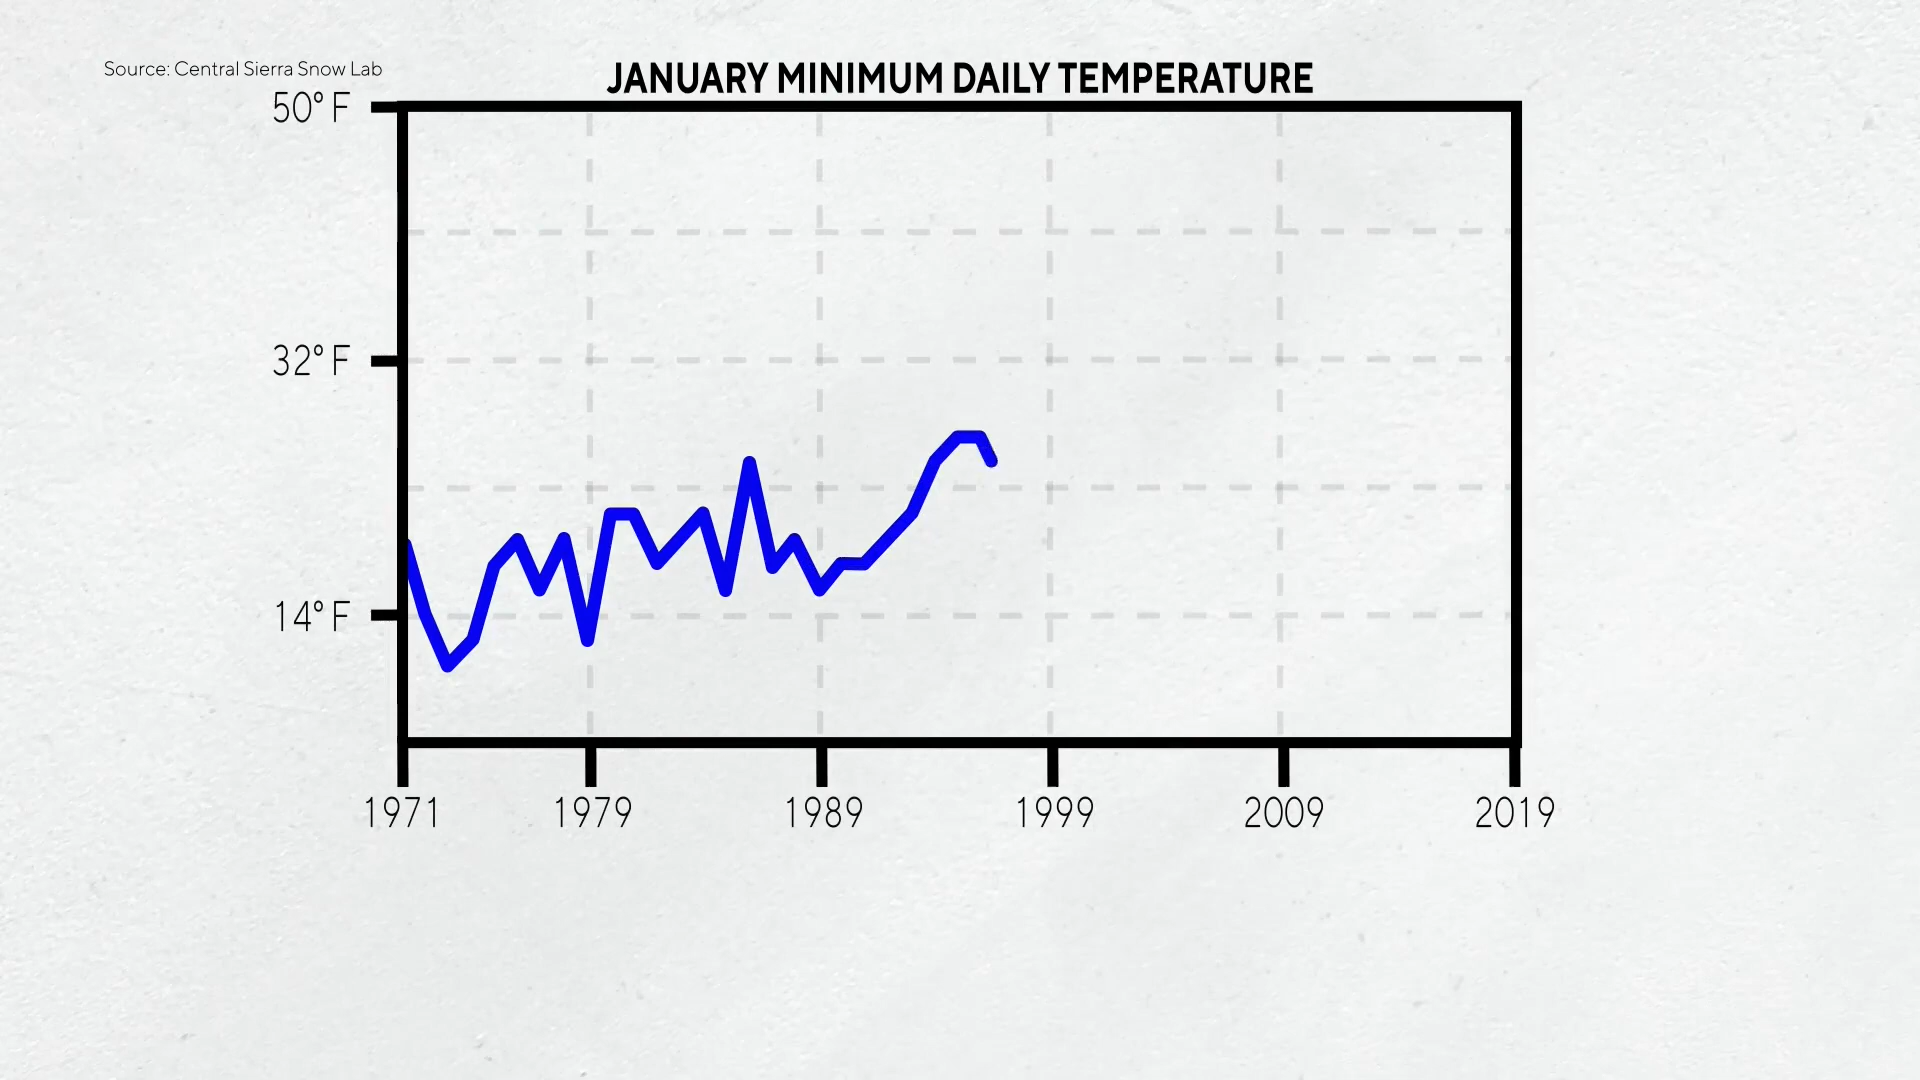 Source: Central Sierra Snow Lab
JANUARY MINIMUM DAILY TEMPERATURE
50° F
32° F
14° F
1971 1979 1989 1999 2009 2019